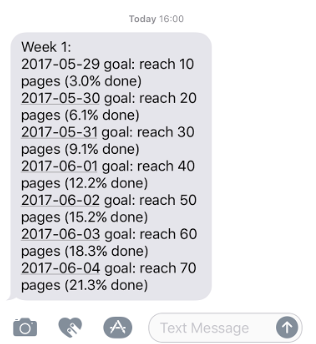 Today 16:00
Week 1:
2017-05-29 goal: reach 10
pages (3.0% done)
2017-05-30 goal: reach 20
pages (6.1% done)
2017-05-31 goal: reach 30
pages (9.1% done)
2017-06-01 goal: reach 40
pages (12.2% done)
2017-06-02 goal: reach 50
pages (15.2% done)
2017-06-03 goal: reach 60
pages (18.3% done)
2017-06-04 goal: reach 70
pages (21.3% done)
Text Message